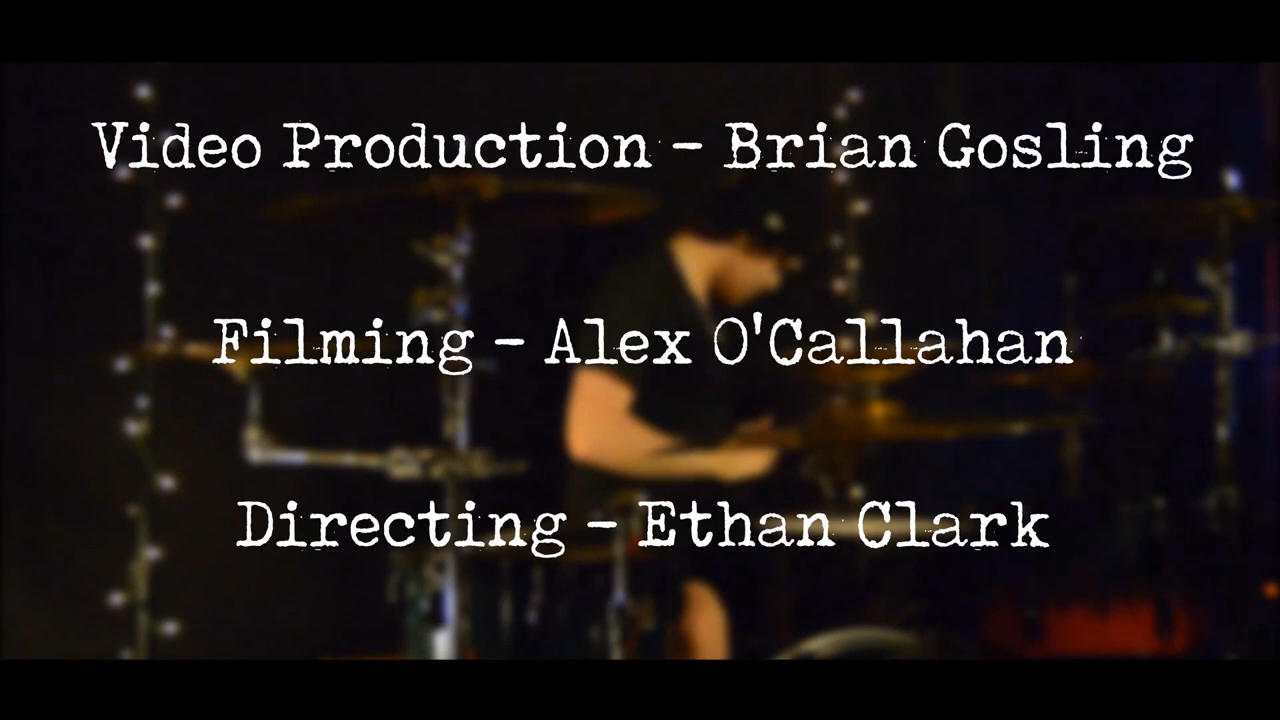 Video Production - Brian Gosling
Filming - Alex O'Callahan
Directing - Ethan Clark